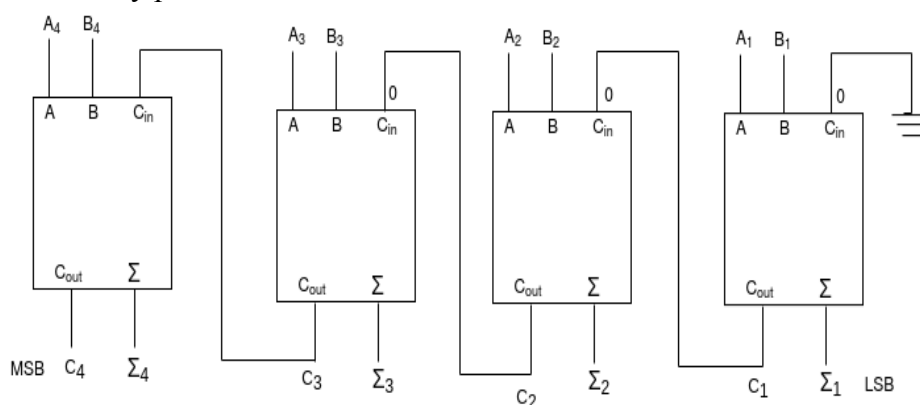 A₄ B₄ A₃ B₃ A₂ B₂ A₁ B₁
0 0 0
A B Cᵢₙ A B Cᵢₙ A B Cᵢₙ A B Cᵢₙ
Cₒᵤₜ Σ Cₒᵤₜ Σ Cₒᵤₜ Σ Cₒᵤₜ Σ
MSB C₄ Σ₄ C₃ Σ₃ C₂ Σ₂ C₁ Σ₁ LSB